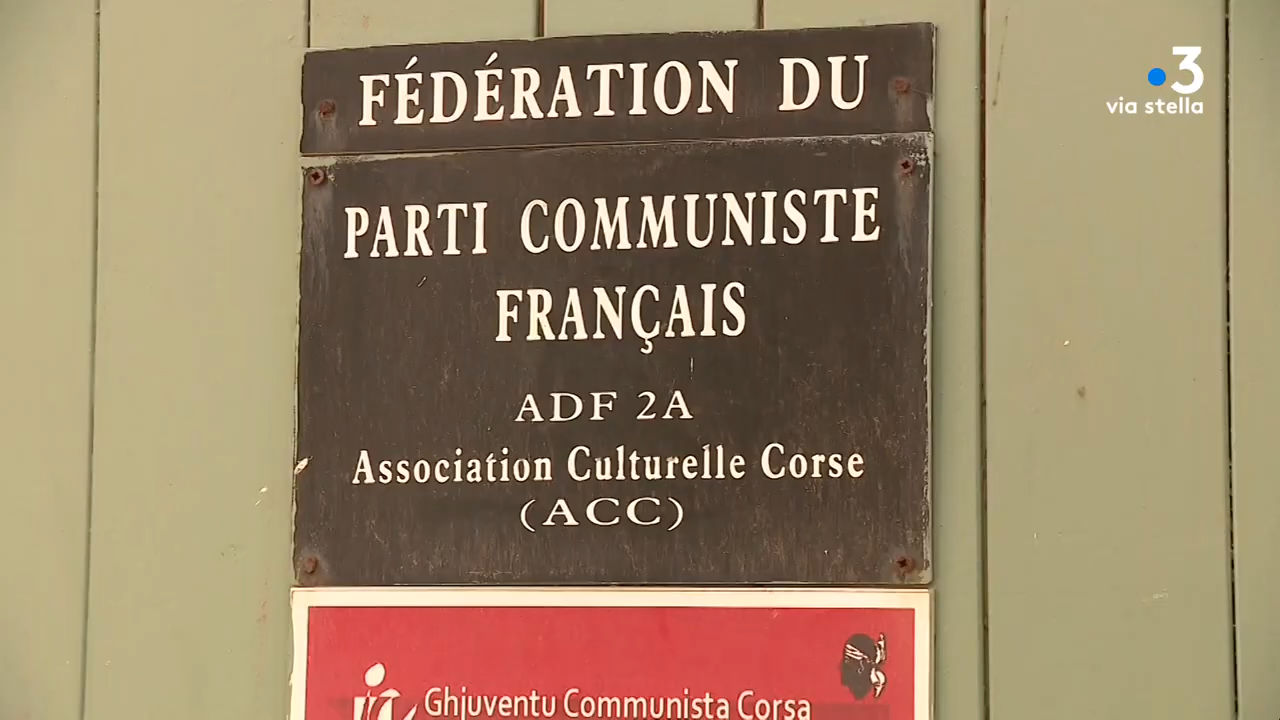 3
via stella
FÉDÉRATION DU
PARTI COMMUNISTE
FRANÇAIS
ADF 2A
Association Culturelle Corse
(ACC)
Ghjuventu Communista Corsa